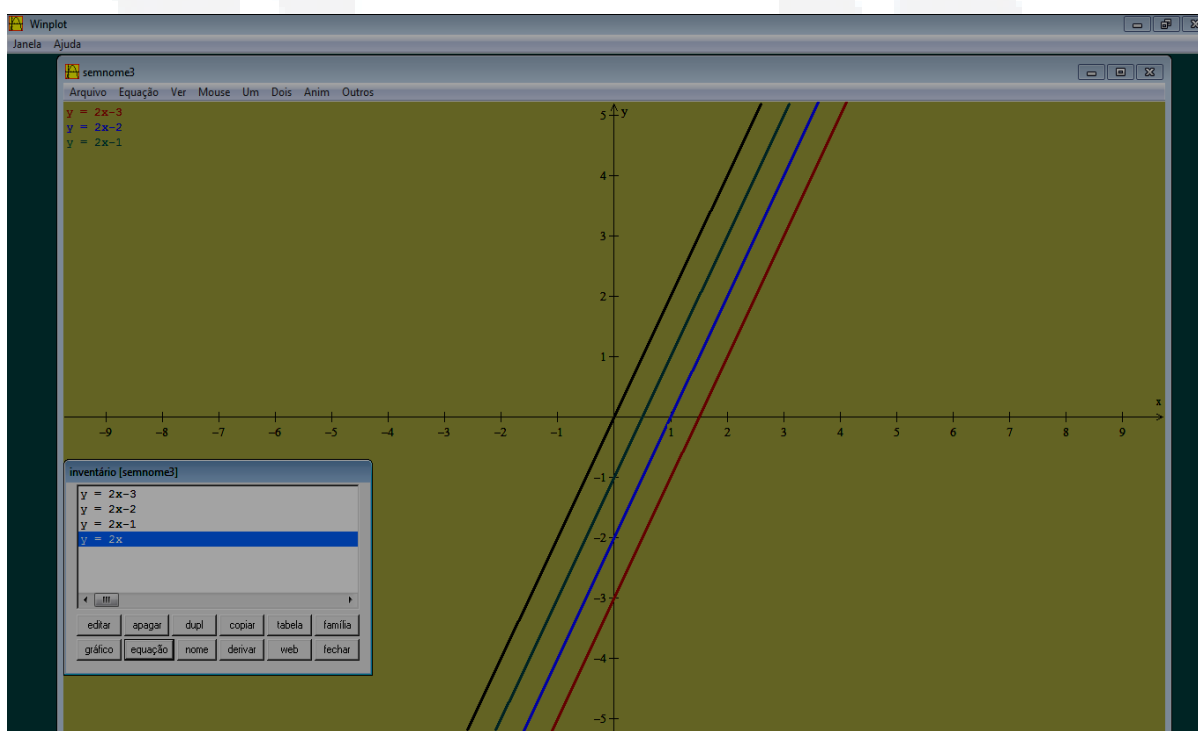 Winplot
Janela Ajuda
semnome3
Arquivo Equação Ver Mouse Um Dois Anim Outros
y = 2x-3
y = 2x-2
y = 2x-1
y
5
4
3
2
1
x
-9 -8 -7 -6 -5 -4 -3 -2 -1 1 2 3 4 5 6 7 8 9
-1
-2
-3
-4
-5
inventário [semnome3]
y = 2x-3
y = 2x-2
y = 2x-1
y = 2x
editar apagar dupl copiar tabela família
gráfico equação nome derivar web fechar